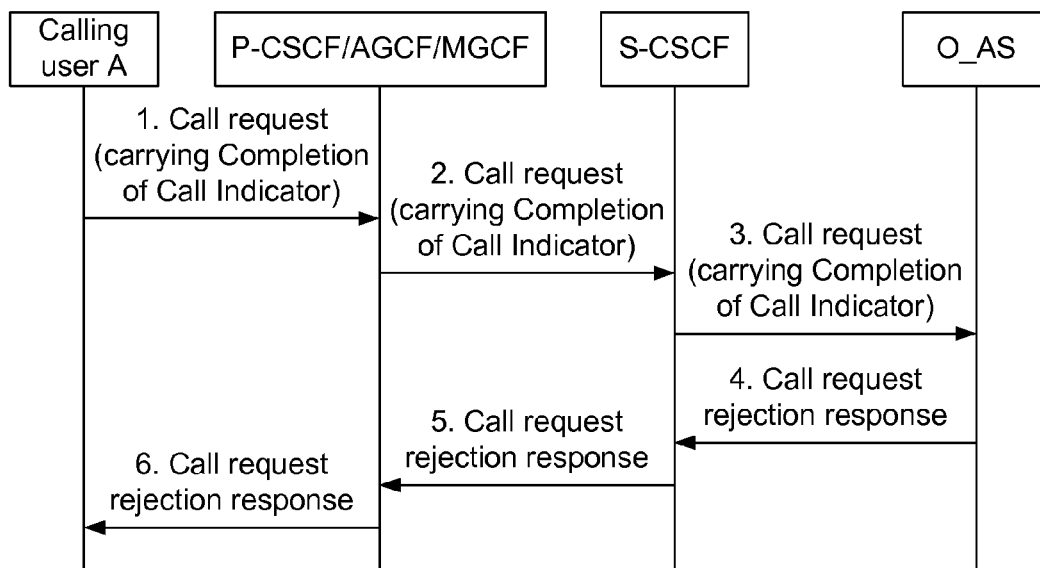 Calling
user A
P-CSCF/AGCF/MGCF
S-CSCF
O_AS
1. Call request
(carrying Completion
of Call Indicator)
2. Call request
(carrying Completion
of Call Indicator)
3. Call request
(carrying Completion
of Call Indicator)
4. Call request
rejection response
5. Call request
rejection response
6. Call request
rejection response